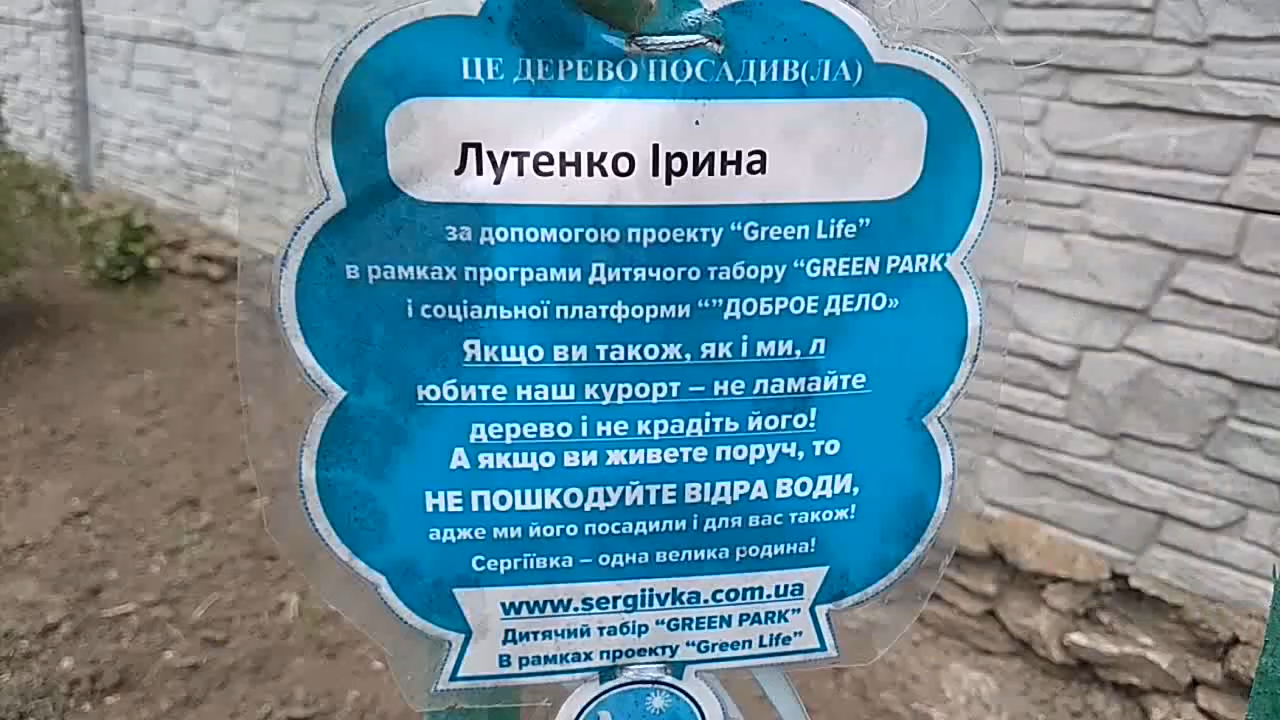 ЦЕ ДЕРЕВО ПОСАДИВ(ЛА)
Лутенко Ірина
за допомогою проекту “Green Life”
в рамках програми Дитячого табору “GREEN PARK”
і соціальної платформи “”ДОБРОЕ ДЕЛО»
Якщо ви також, як і ми, л
юбите наш курорт – не ламайте
дерево і не крадіть його!
А якщо ви живете поруч, то
НЕ ПОШКОДУЙТЕ ВІДРА ВОДИ,
адже ми його посадили і для вас також!
Сергіївка – одна велика родина!
www.sergiivka.com.ua
Дитячий табір “GREEN PARK”
В рамках проекту “Green Life”